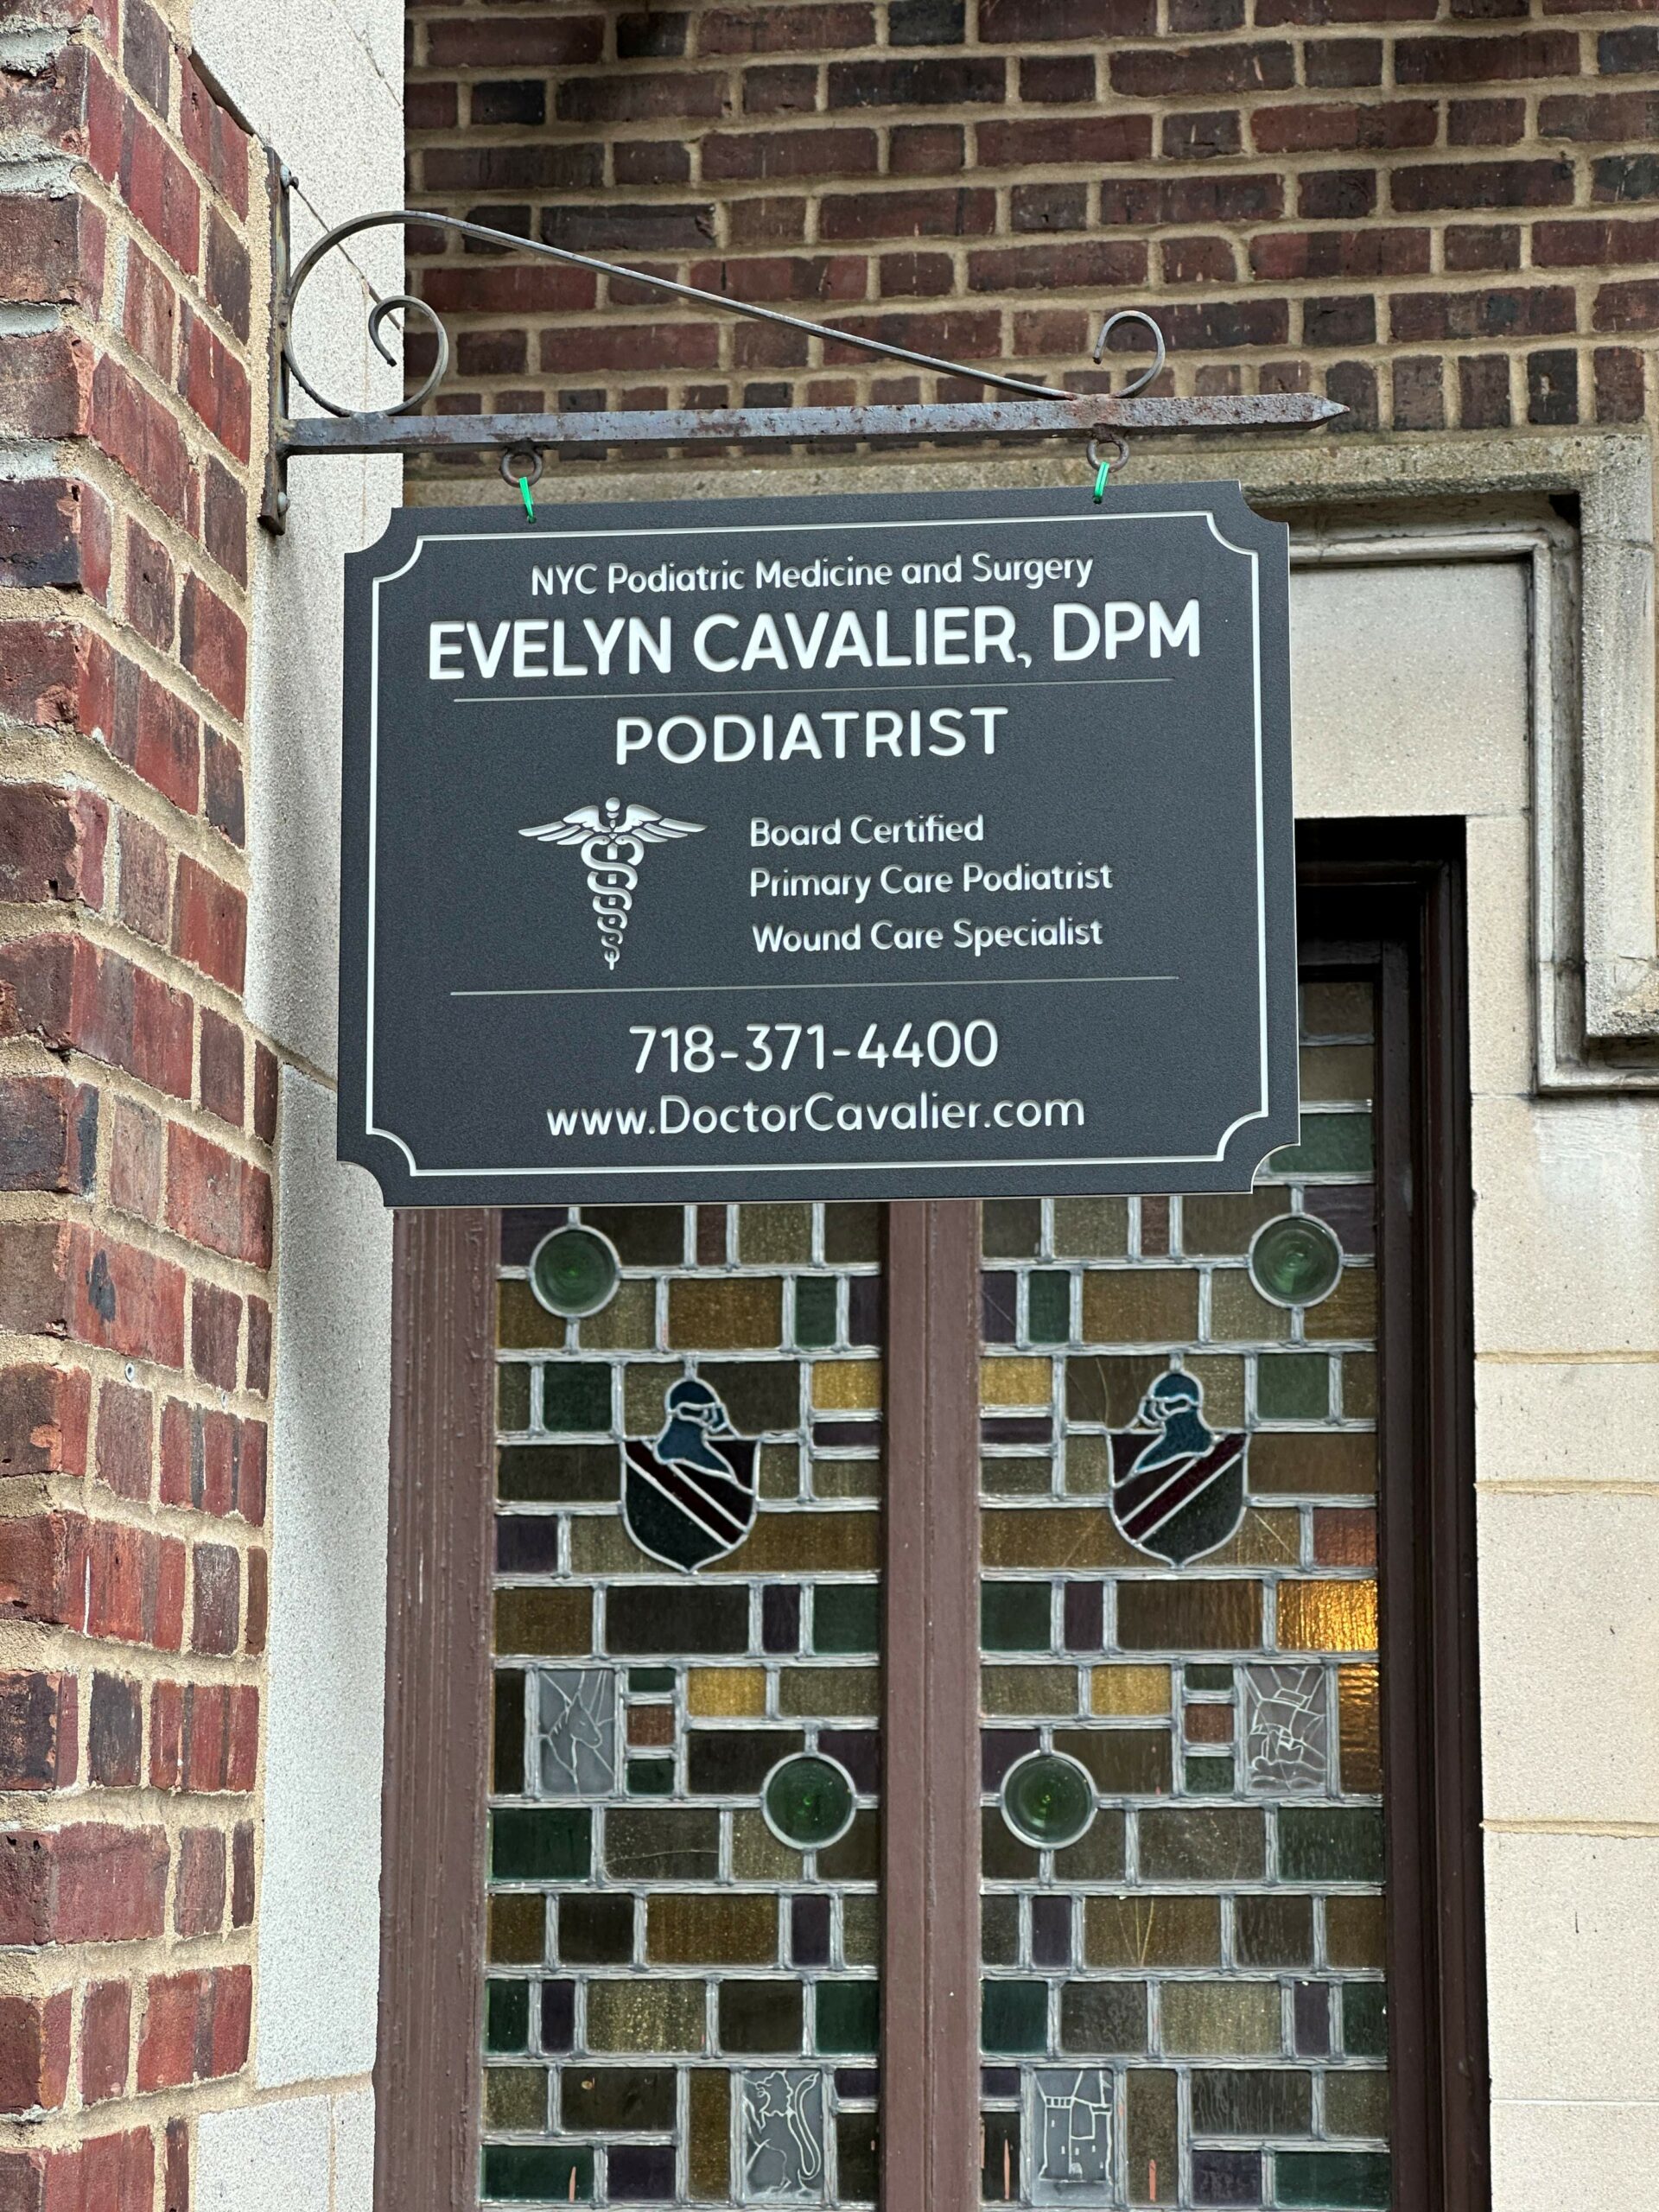 NYC Podiatric Medicine and Surgery
EVELYN CAVALIER, DPM
PODIATRIST
Board Certified
Primary Care Podiatrist
Wound Care Specialist
718-371-4400
www.DoctorCavalier.com